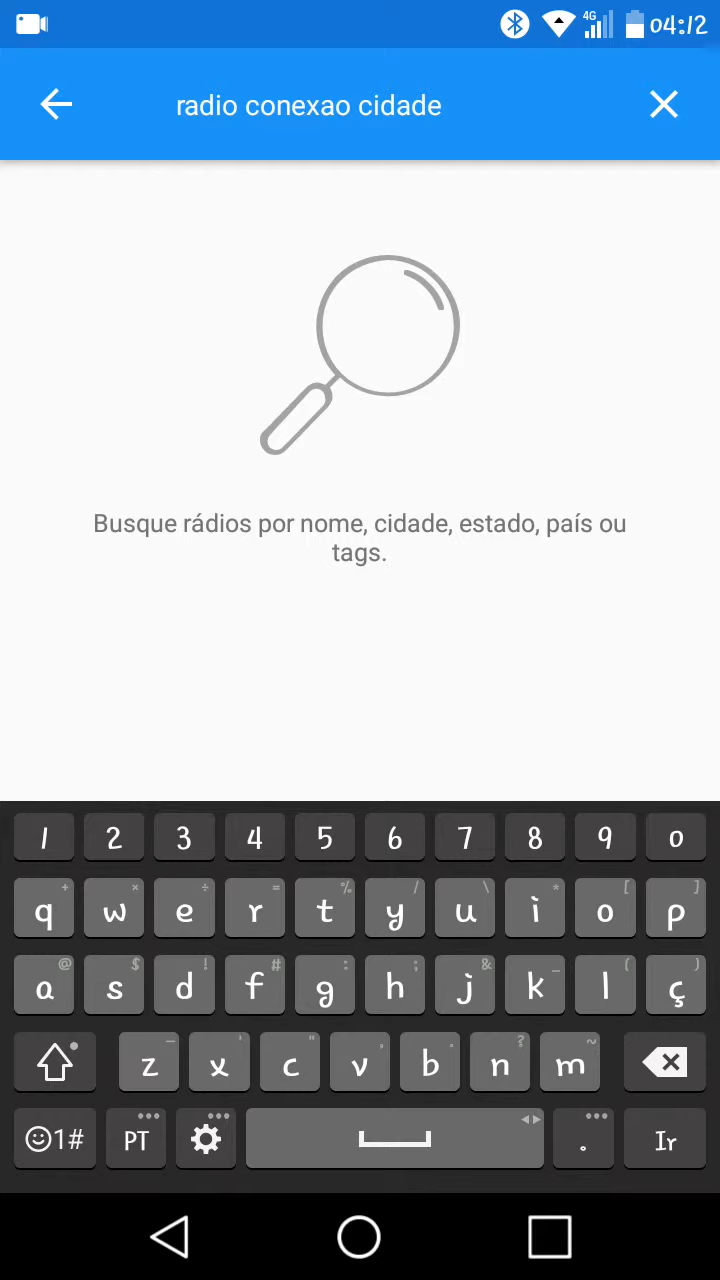 4G 04:12
radio conexao cidade
Busque rádios por nome, cidade, estado, país ou
tags.
1 2 3 4 5 6 7 8 9 0
+ × ÷ = % / \ * [ ]
q w e r t y u i o p
@ $ ! # : ; & _ ( )
a s d f g h j k l ç
– ' " , . ? ~
z x c v b n m
1# PT . Ir